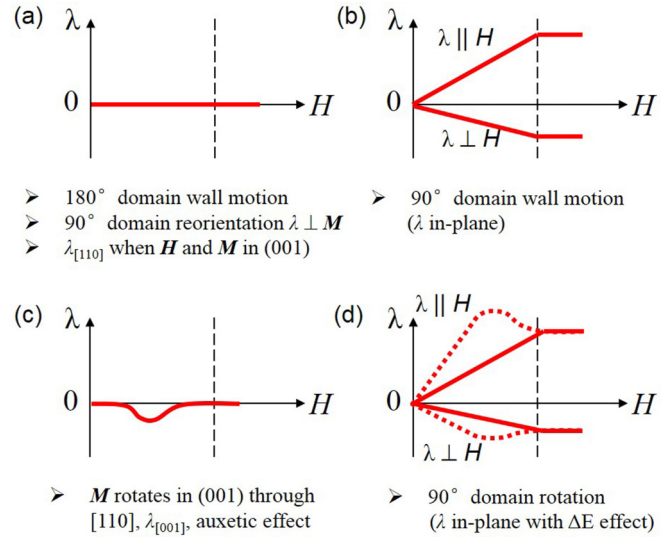 (a)
λ
0
H
➢ 180° domain wall motion
➢ 90° domain reorientation λ ⊥ M
➢ λ[110] when H and M in (001)
(b)
λ
λ || H
0
H
λ ⊥ H
➢ 90° domain wall motion
(λ in-plane)
(c)
λ
0
H
➢ M rotates in (001) through
[110], λ[001], auxetic effect
(d)
λ || H
λ
0
H
λ ⊥ H
➢ 90° domain rotation
(λ in-plane with ΔE effect)